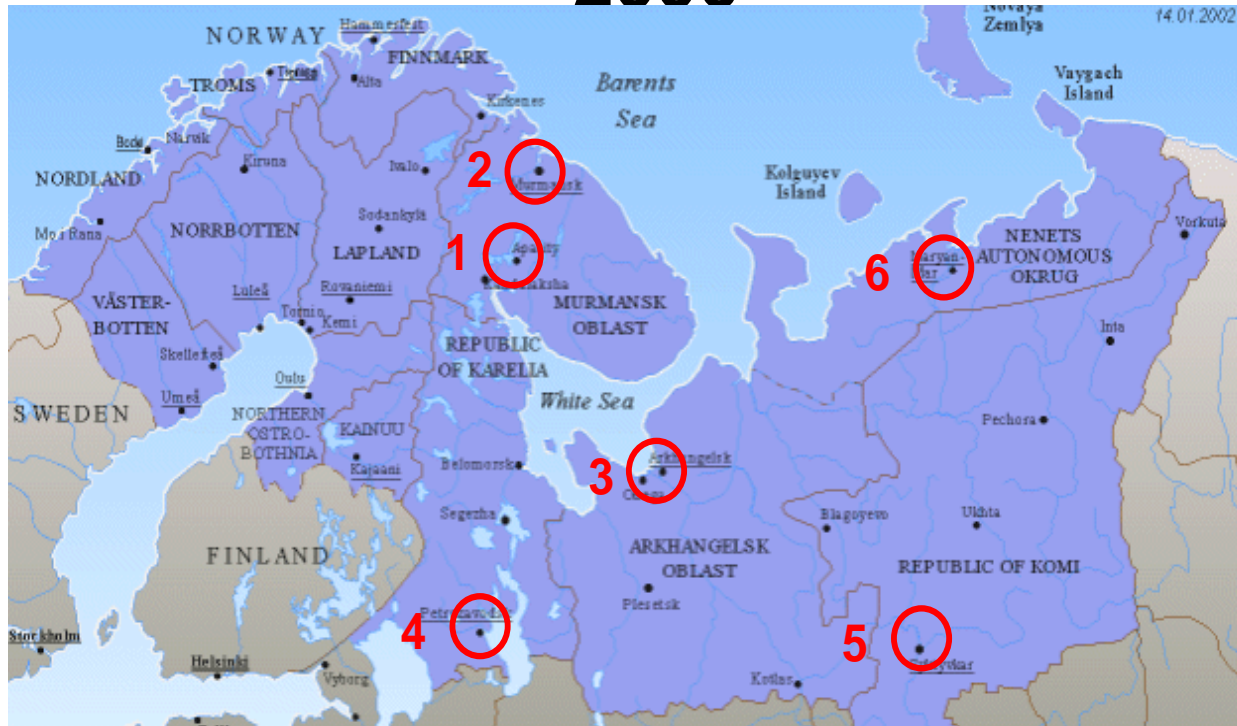 14.01.2002
Novaya
Zemlya
NORWAY
Hammerfest
FINNMARK
TROMS
Alta
Barents
Sea
Vaygach
Island
Kirkenes
Bodø
Narvik
Kiruna
Ivalo
2
Murmansk
Kolguyev
Island
NORDLAND
Mo i Rana
NORRBOTTEN
Sodankylä
LAPLAND
1
Apatity
Kandalaksha
Naryan-
Mar
6
NENETS
AUTONOMOUS
OKRUG
Vorkuta
VÄSTER-
BOTTEN
Luleå
Rovaniemi
Tornio
Kemi
MURMANSK
OBLAST
Inta
Skellefteå
REPUBLIC
OF KARELIA
Umeå
Oulu
White Sea
SWEDEN
NORTHERN
OSTRO-
BOTHNIA
KAINUU
Kajaani
Pechora
Belomorsk
3
Arkhangelsk
Segezha
Blagoyevo
Ukhta
FINLAND
ARKHANGELSK
OBLAST
REPUBLIC OF KOMI
Plesetsk
4
Petrozavodsk
5
Syktyvkar
Stockholm
Helsinki
Vyborg
Kotlas